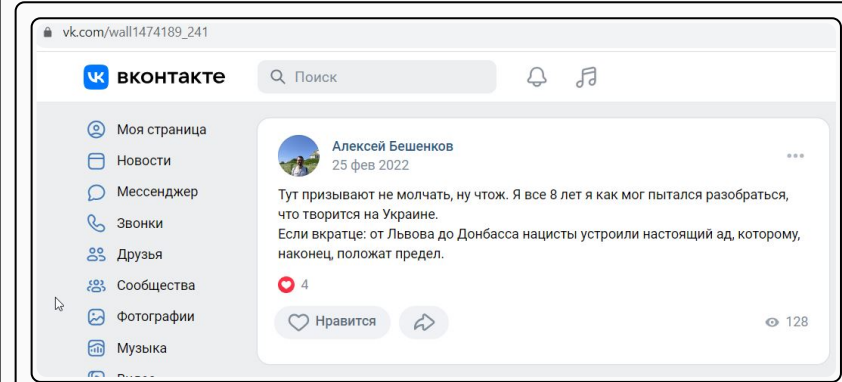 vk.com/wall1474189_241
вконтакте
Поиск
Моя страница
Новости
Мессенджер
Звонки
Друзья
Сообщества
Фотографии
Музыка
Алексей Бешенков
25 фев 2022
Тут призывают не молчать, ну чтож. Я все 8 лет я как мог пытался разобраться,
что творится на Украине.
Если вкратце: от Львова до Донбасса нацисты устроили настоящий ад, которому,
наконец, положат предел.
4
Нравится
128